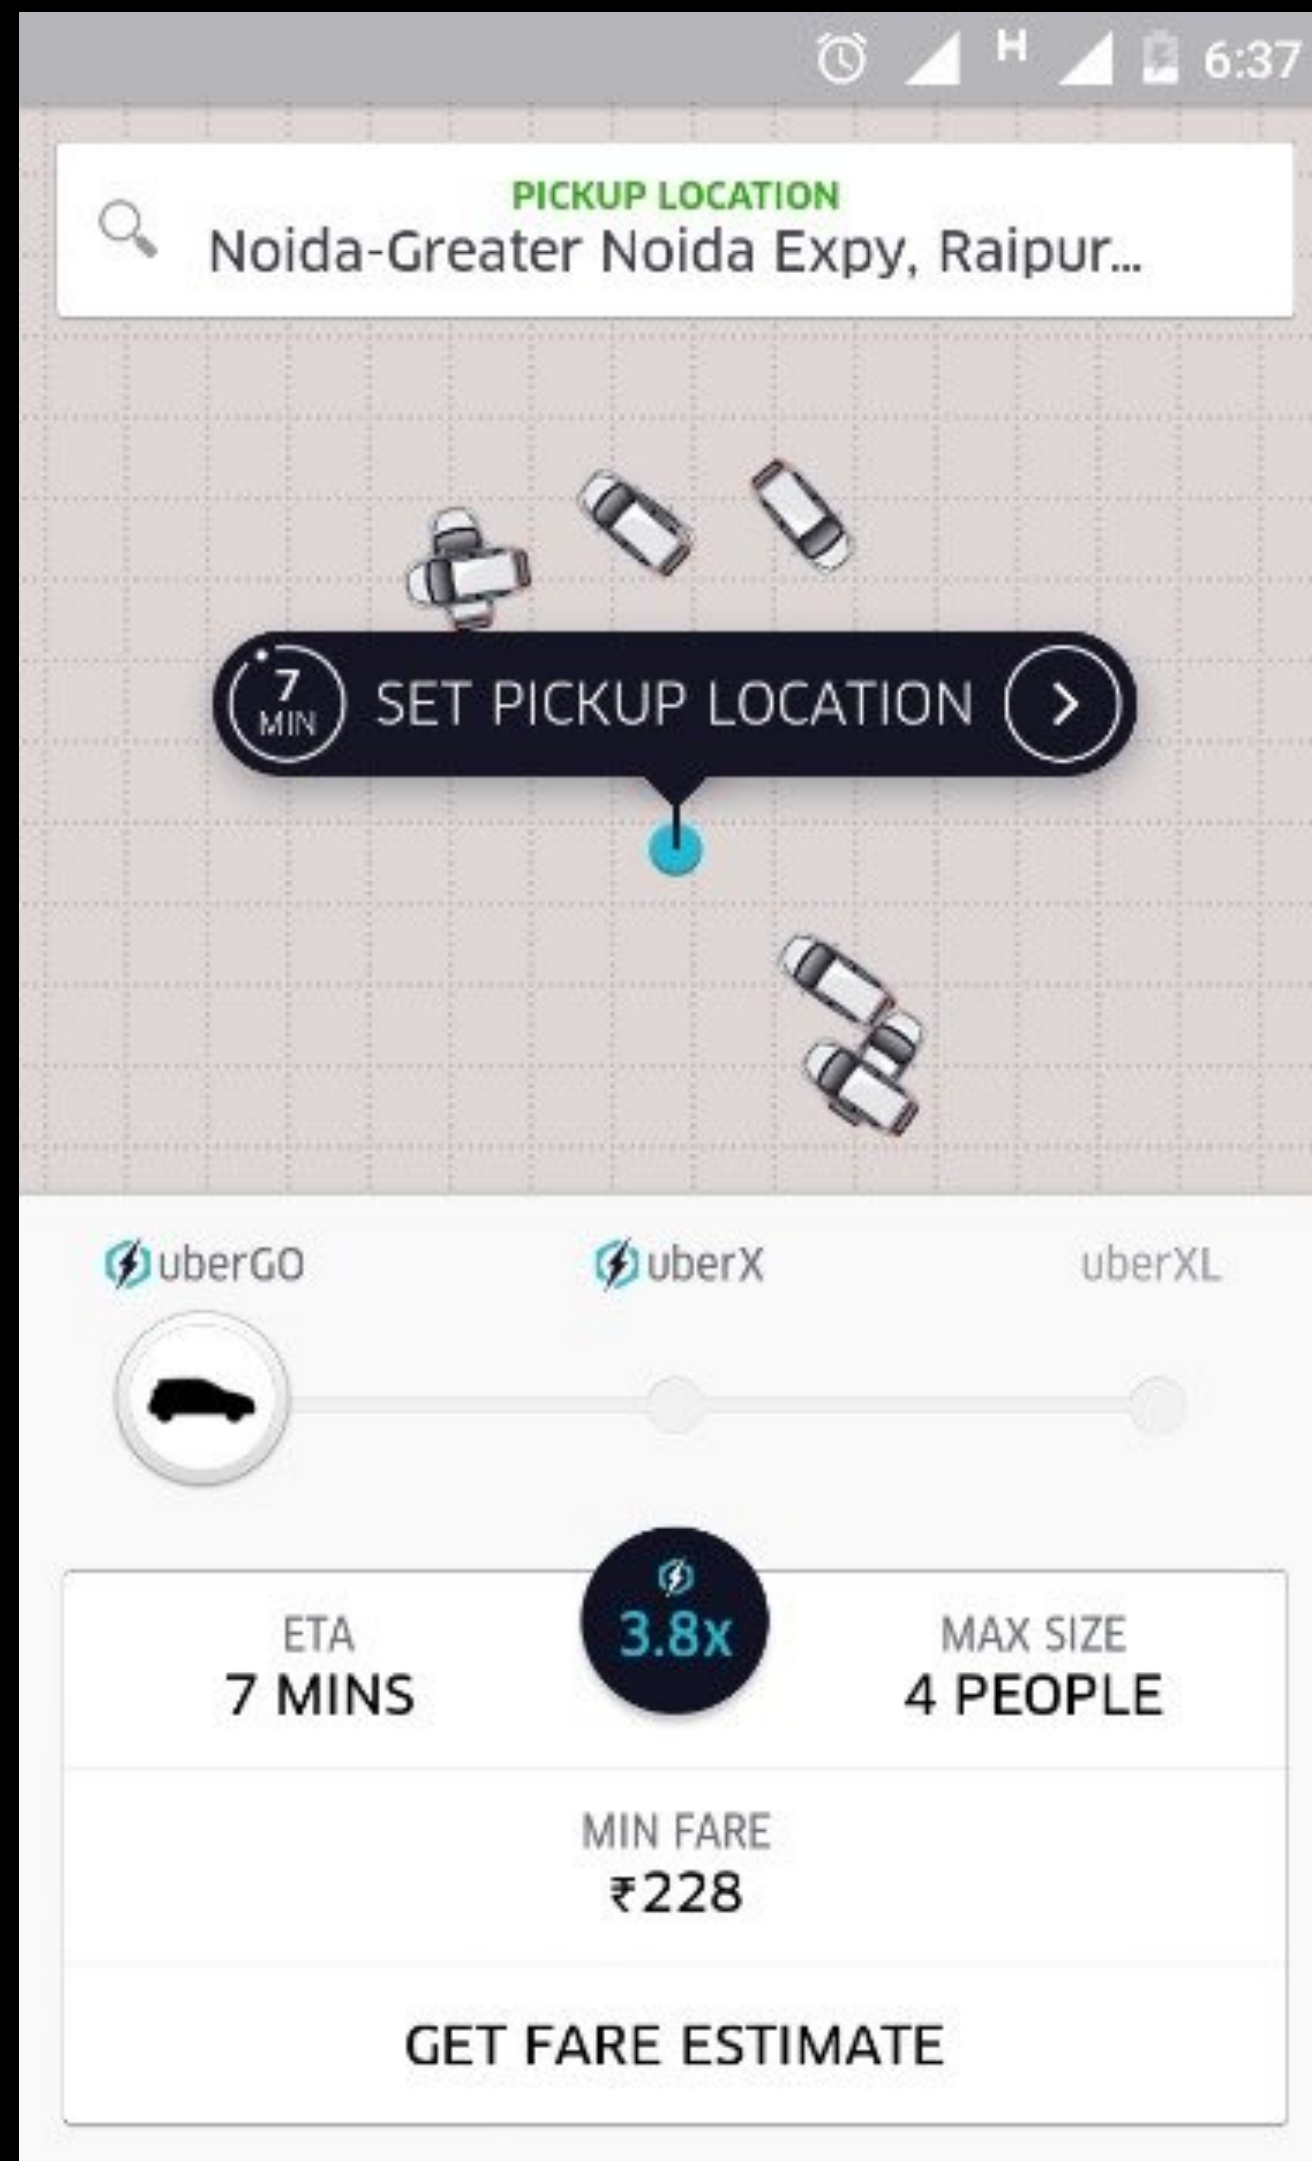 H 6:37
PICKUP LOCATION
Noida-Greater Noida Expy, Raipur...
7
MIN
SET PICKUP LOCATION
uberGO uberX uberXL
3.8x
ETA MAX SIZE
7 MINS 4 PEOPLE
MIN FARE
₹228
GET FARE ESTIMATE